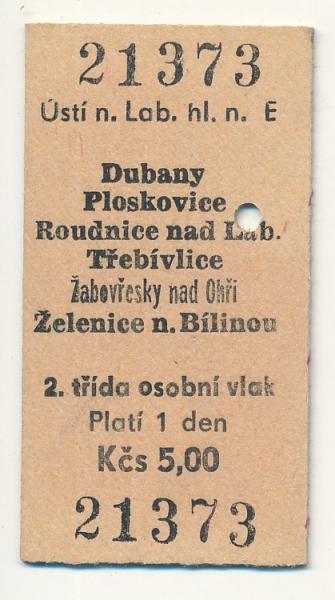 21373
Ústí n. Lab. hl. n. E
Dubany
Ploskovice
Roudnice nad Lab.
Třebívlice
Žabovřesky nad Ohří
Želenice n. Bílinou
2. třída osobní vlak
Platí 1 den
Kčs 5,00
21373